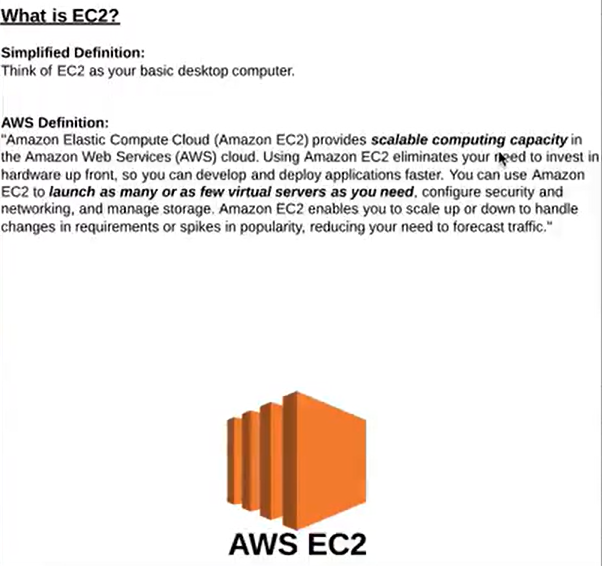 What is EC2?
Simplified Definition:
Think of EC2 as your basic desktop computer.
AWS Definition:
"Amazon Elastic Compute Cloud (Amazon EC2) provides scalable computing capacity in
the Amazon Web Services (AWS) cloud. Using Amazon EC2 eliminates your need to invest in
hardware up front, so you can develop and deploy applications faster. You can use Amazon
EC2 to launch as many or as few virtual servers as you need, configure security and
networking, and manage storage. Amazon EC2 enables you to scale up or down to handle
changes in requirements or spikes in popularity, reducing your need to forecast traffic."
AWS EC2